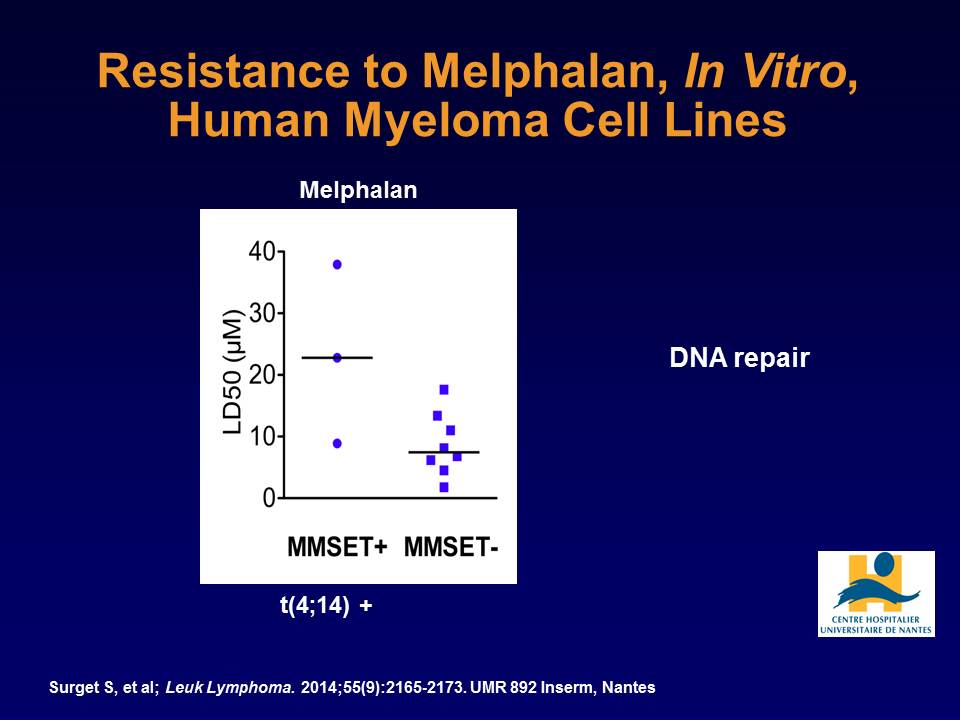 Resistance to Melphalan, In Vitro,
Human Myeloma Cell Lines
Melphalan
40
30
20
10
0
LD50 (µM)
MMSET+ MMSET-
t(4;14) +
DNA repair
CENTRE HOSPITALIER
UNIVERSITAIRE DE NANTES
Surget S, et al; Leuk Lymphoma. 2014;55(9):2165-2173. UMR 892 Inserm, Nantes